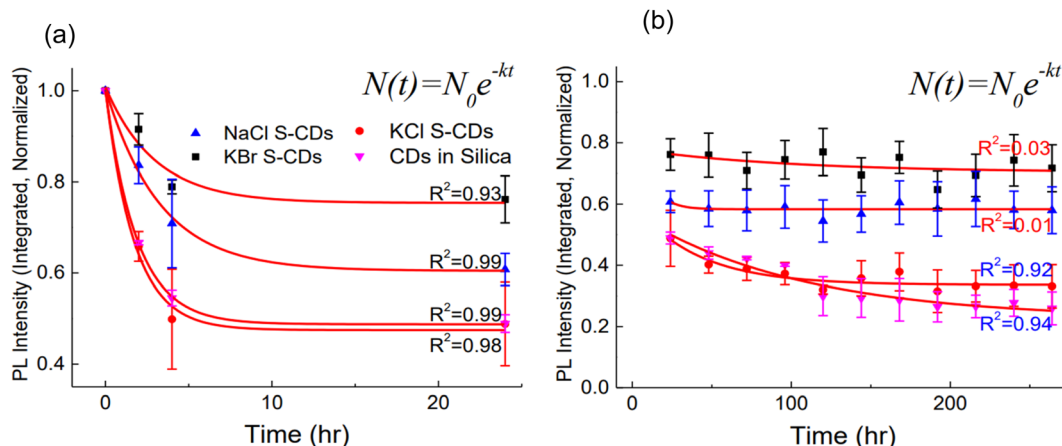 (a)
N(t)=N₀e⁻ᵏᵗ
NaCl S-CDs
KCl S-CDs
KBr S-CDs
CDs in Silica
R²=0.93
R²=0.99
R²=0.99
R²=0.98
1.0
0.8
0.6
0.4
0
10
20
Time (hr)
PL Intensity (Integrated, Normalized)
(b)
N(t)=N₀e⁻ᵏᵗ
R²=0.03
R²=0.01
R²=0.92
R²=0.94
1.0
0.8
0.6
0.4
0.2
0.0
0
100
200
Time (hr)
PL Intensity (Integrated, Normalized)